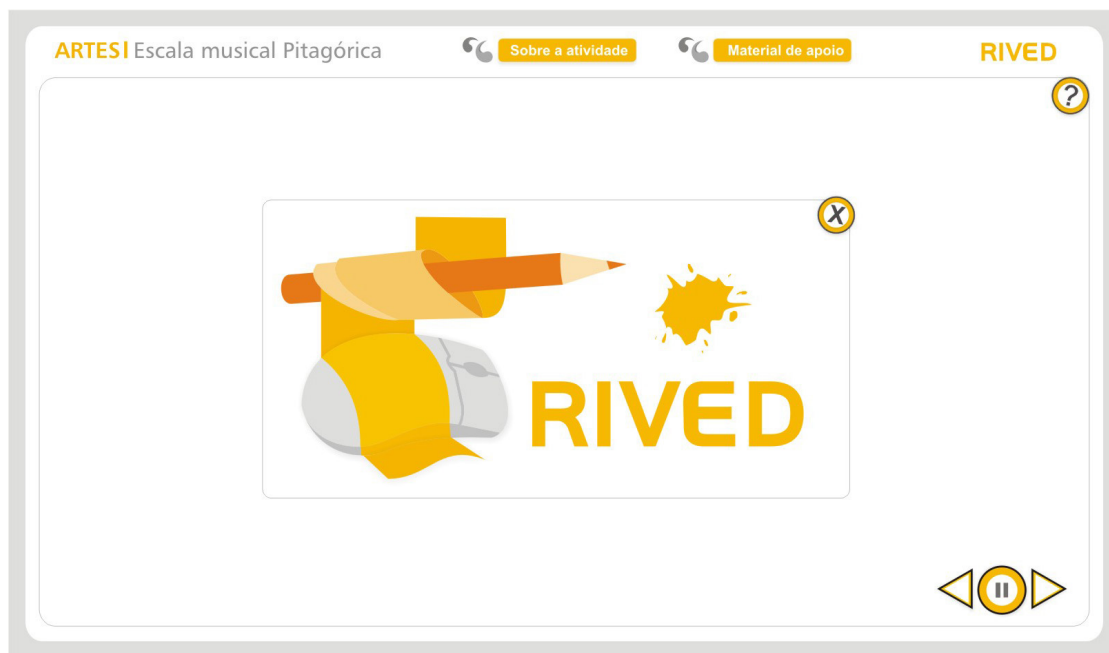 ARTES| Escala musical Pitagórica
Sobre a atividade
Material de apoio
RIVED
?
X
RIVED